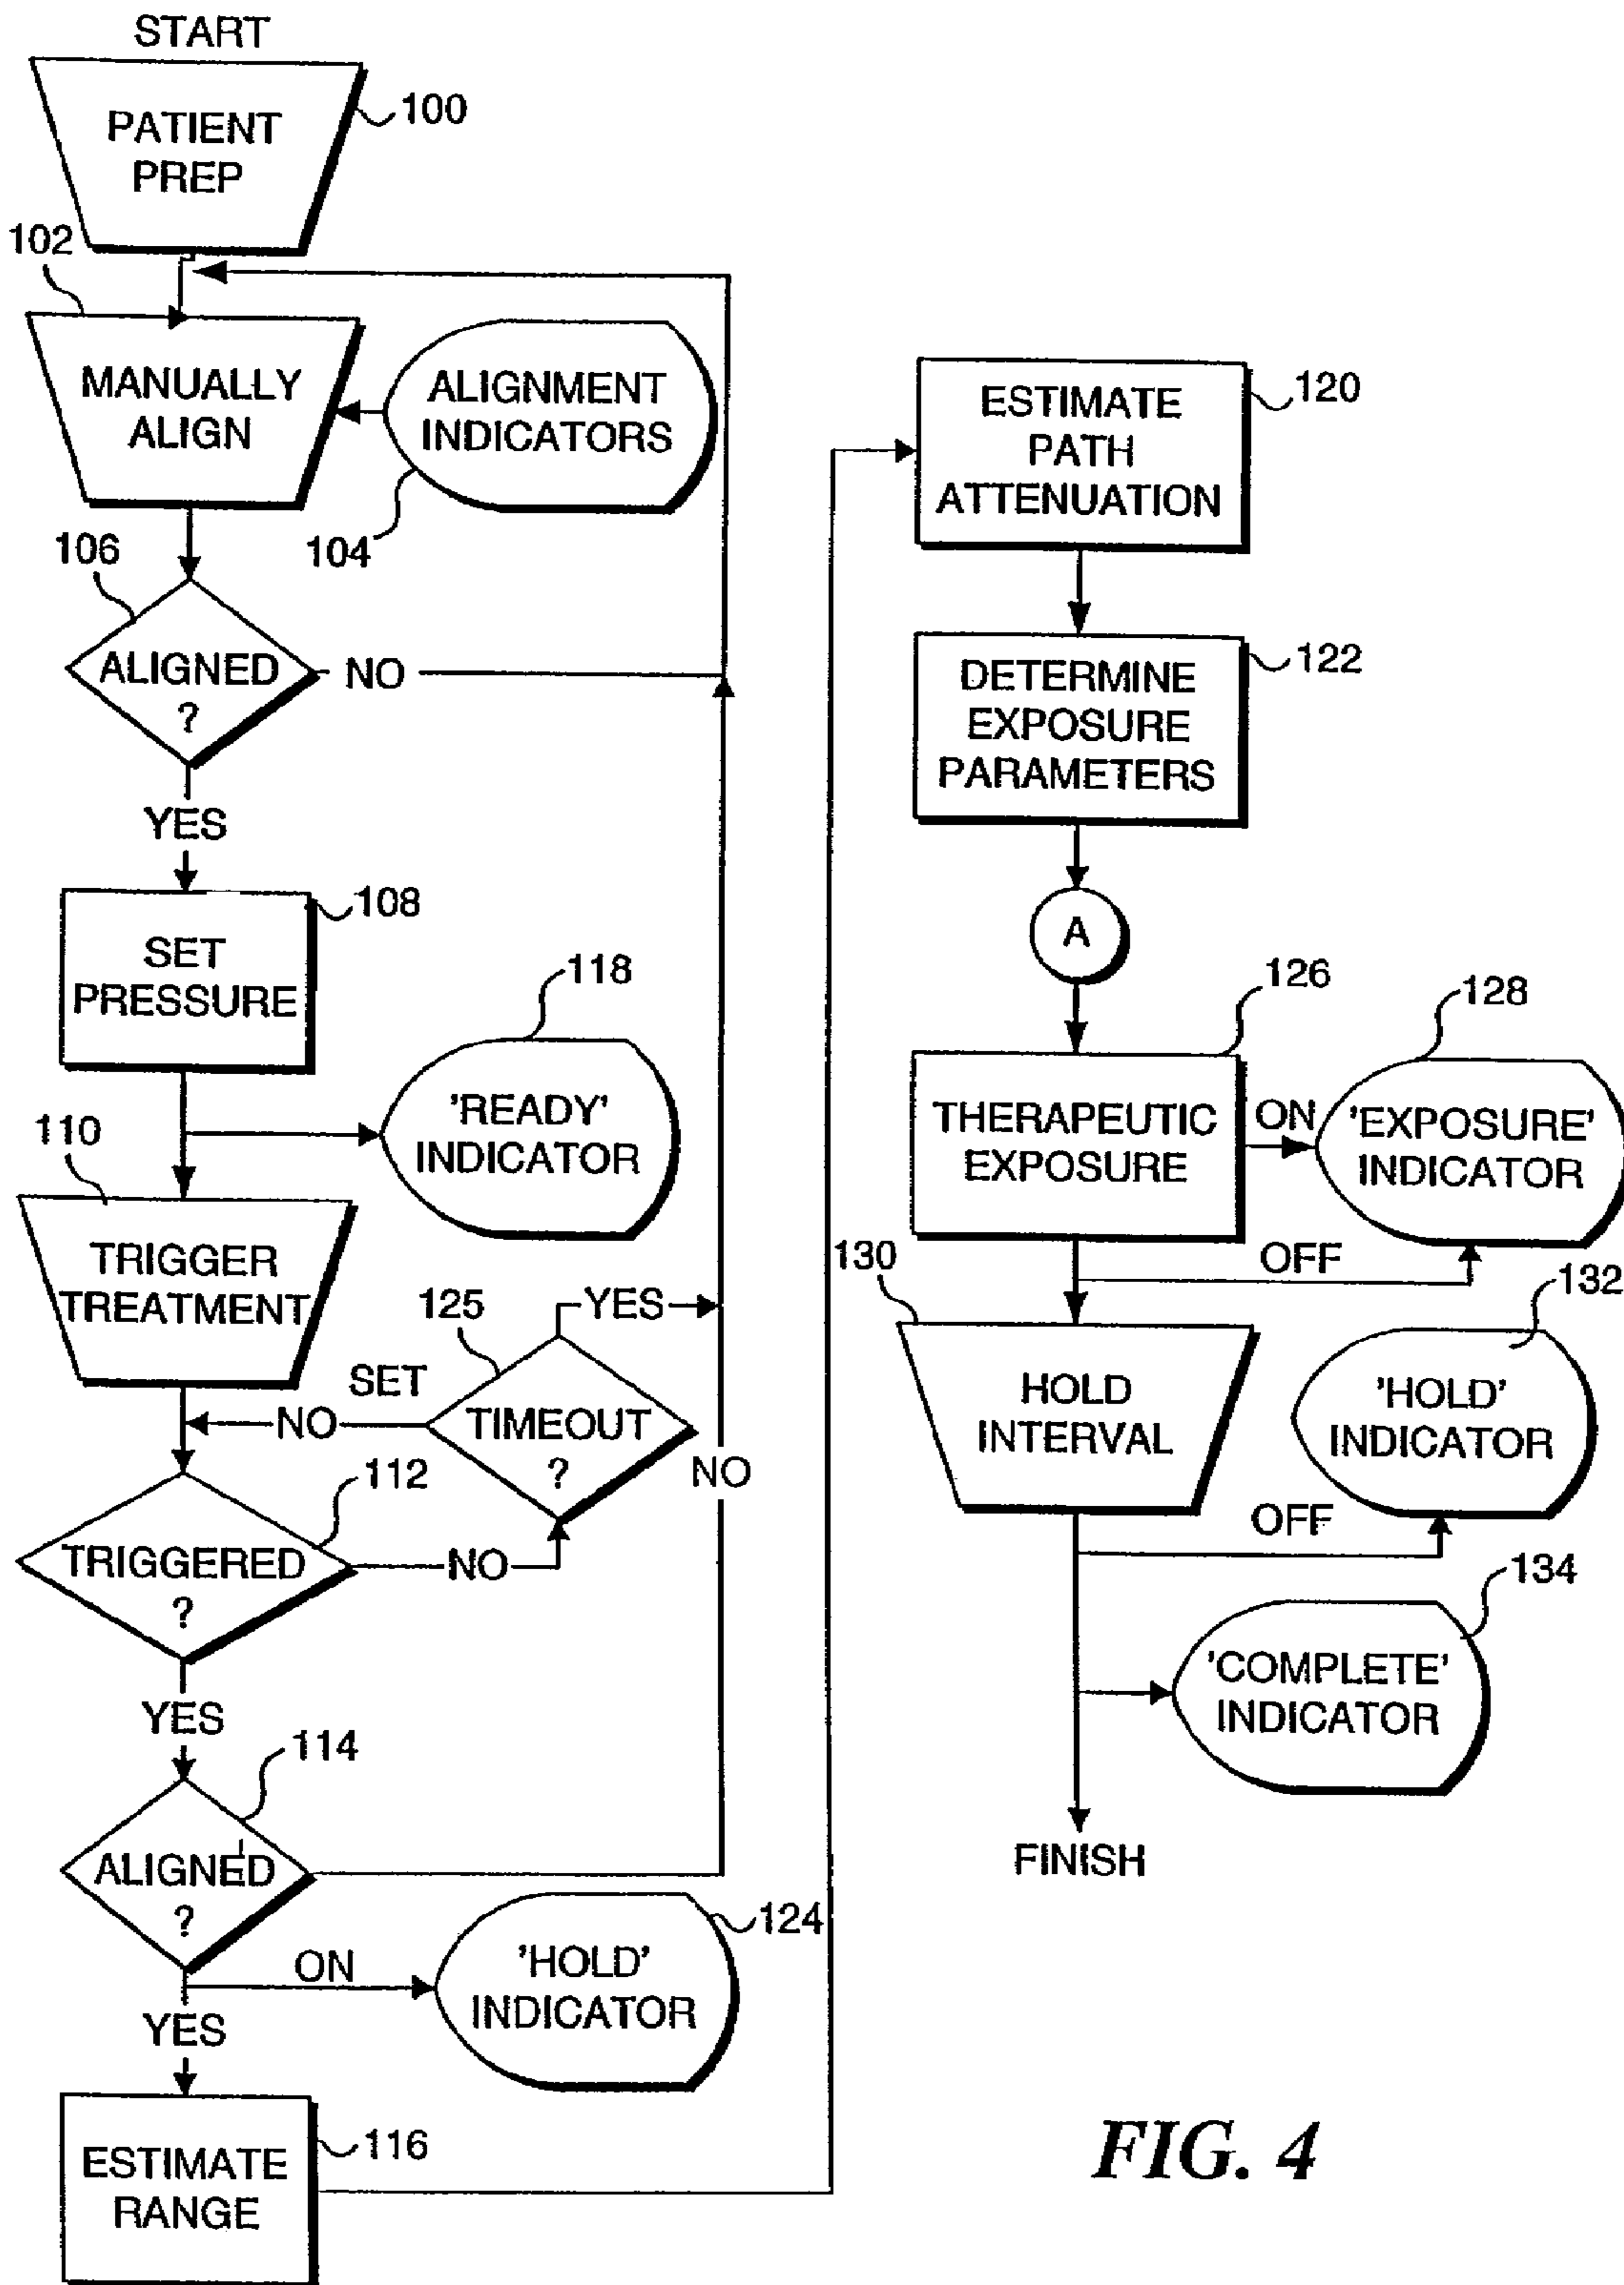 START
PATIENT
PREP
100
102
MANUALLY
ALIGN
ALIGNMENT
INDICATORS
104
106
ALIGNED
?
NO
YES
108
SET
PRESSURE
118
'READY'
INDICATOR
110
TRIGGER
TREATMENT
125
YES
SET
NO
TIMEOUT
?
NO
112
TRIGGERED
?
NO
YES
114
ALIGNED
?
124
ON
'HOLD'
INDICATOR
YES
116
ESTIMATE
RANGE
120
ESTIMATE
PATH
ATTENUATION
122
DETERMINE
EXPOSURE
PARAMETERS
A
126
128
THERAPEUTIC
EXPOSURE
ON
'EXPOSURE'
INDICATOR
130
OFF
132
HOLD
INTERVAL
'HOLD'
INDICATOR
OFF
134
'COMPLETE'
INDICATOR
FINISH
FIG. 4